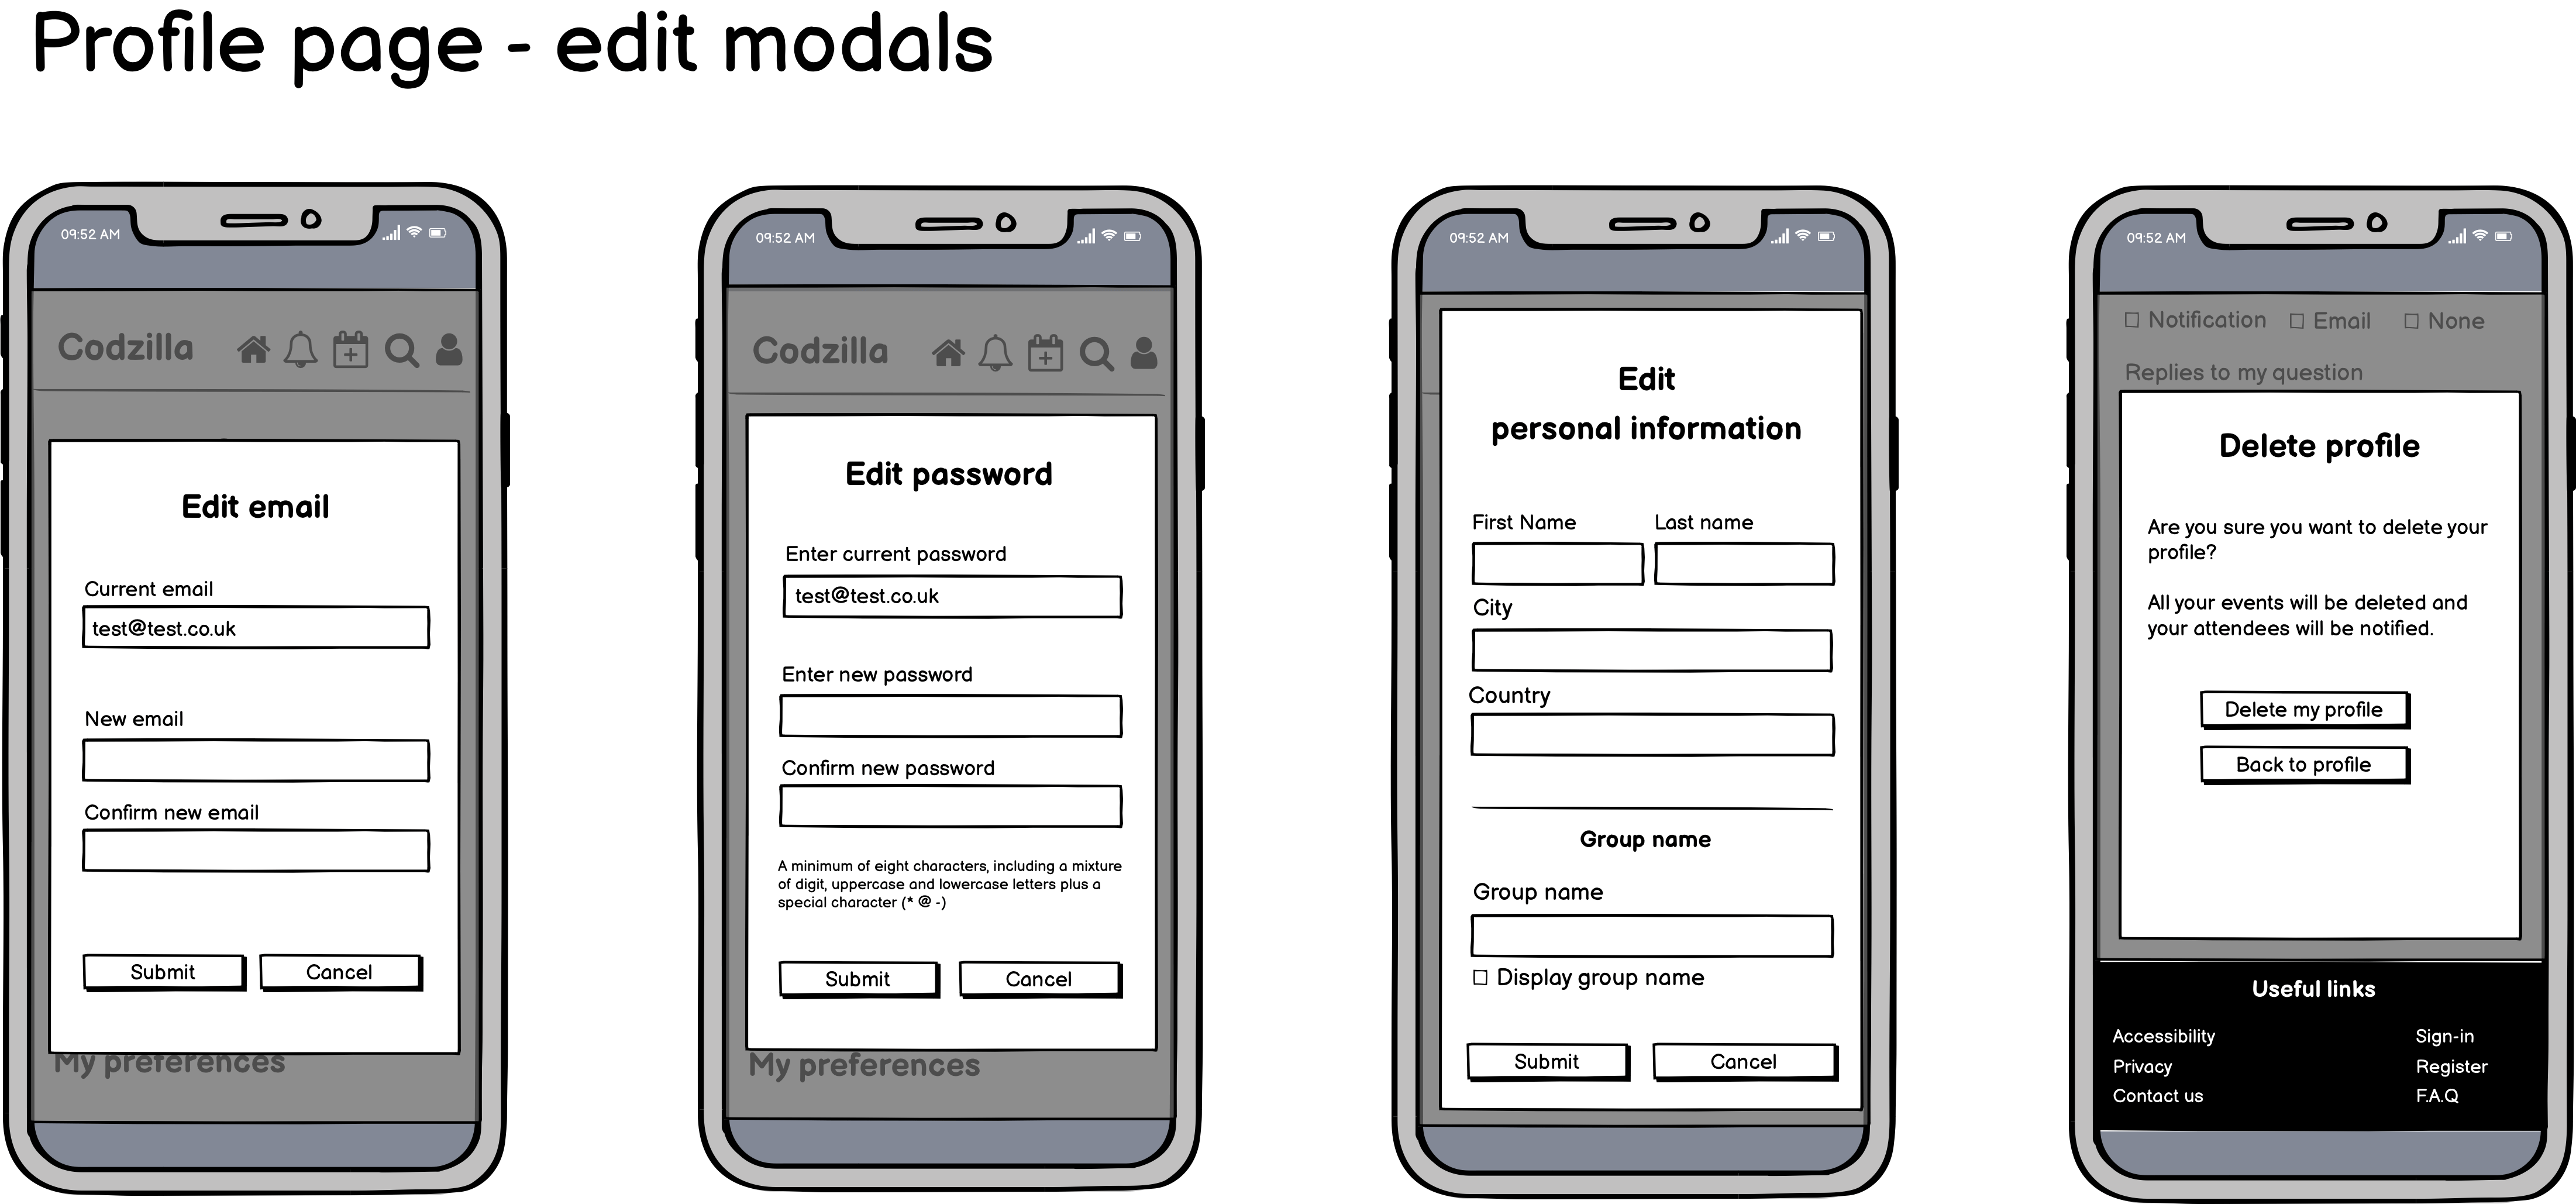 Profile page - edit modals
09:52 AM
Codzilla
Edit email
Current email
test@test.co.uk
New email
Confirm new email
Submit Cancel
My preferences
09:52 AM
Codzilla
Edit password
Enter current password
test@test.co.uk
Enter new password
Confirm new password
A minimum of eight characters, including a mixture
of digit, uppercase and lowercase letters plus a
special character (* @ -)
Submit Cancel
My preferences
09:52 AM
Edit
personal information
First Name Last name
City
Country
Group name
Group name
Display group name
Submit Cancel
09:52 AM
Notification Email None
Replies to my question
Delete profile
Are you sure you want to delete your
profile?
All your events will be deleted and
your attendees will be notified.
Delete my profile
Back to profile
Useful links
Accessibility Sign-in
Privacy Register
Contact us F.A.Q